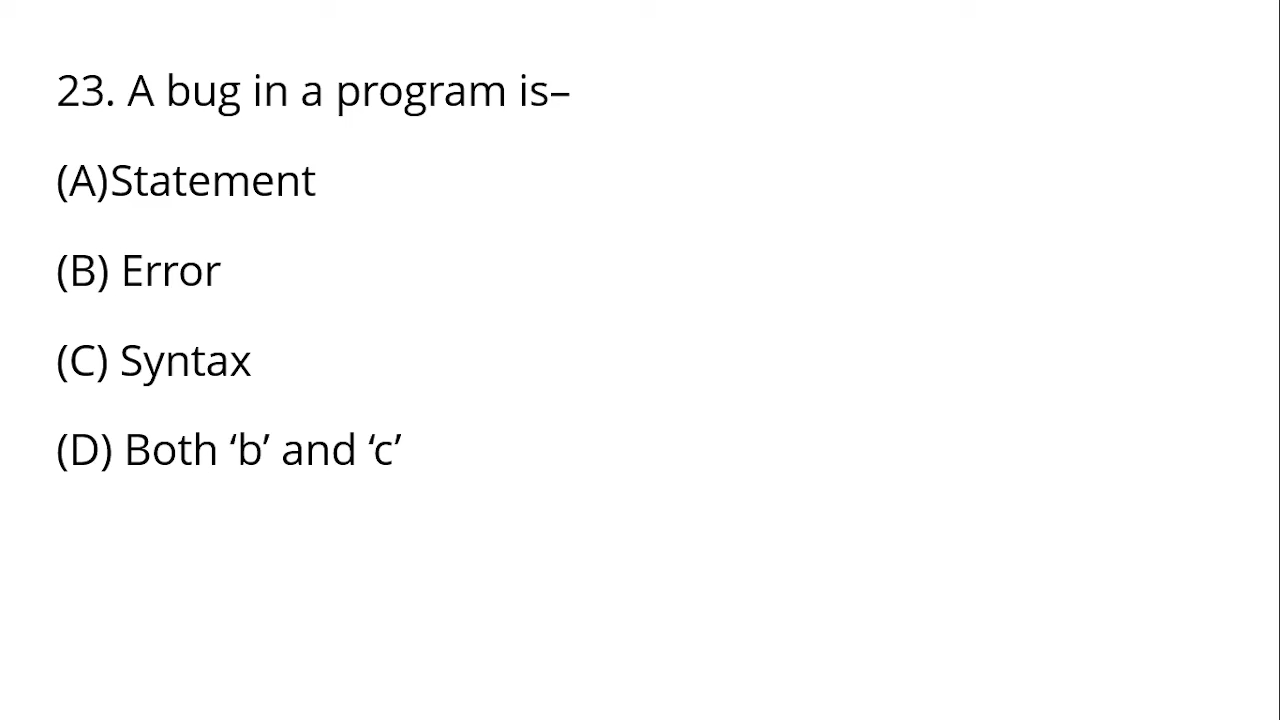 23. A bug in a program is–
(A)Statement
(B) Error
(C) Syntax
(D) Both ‘b’ and ‘c’